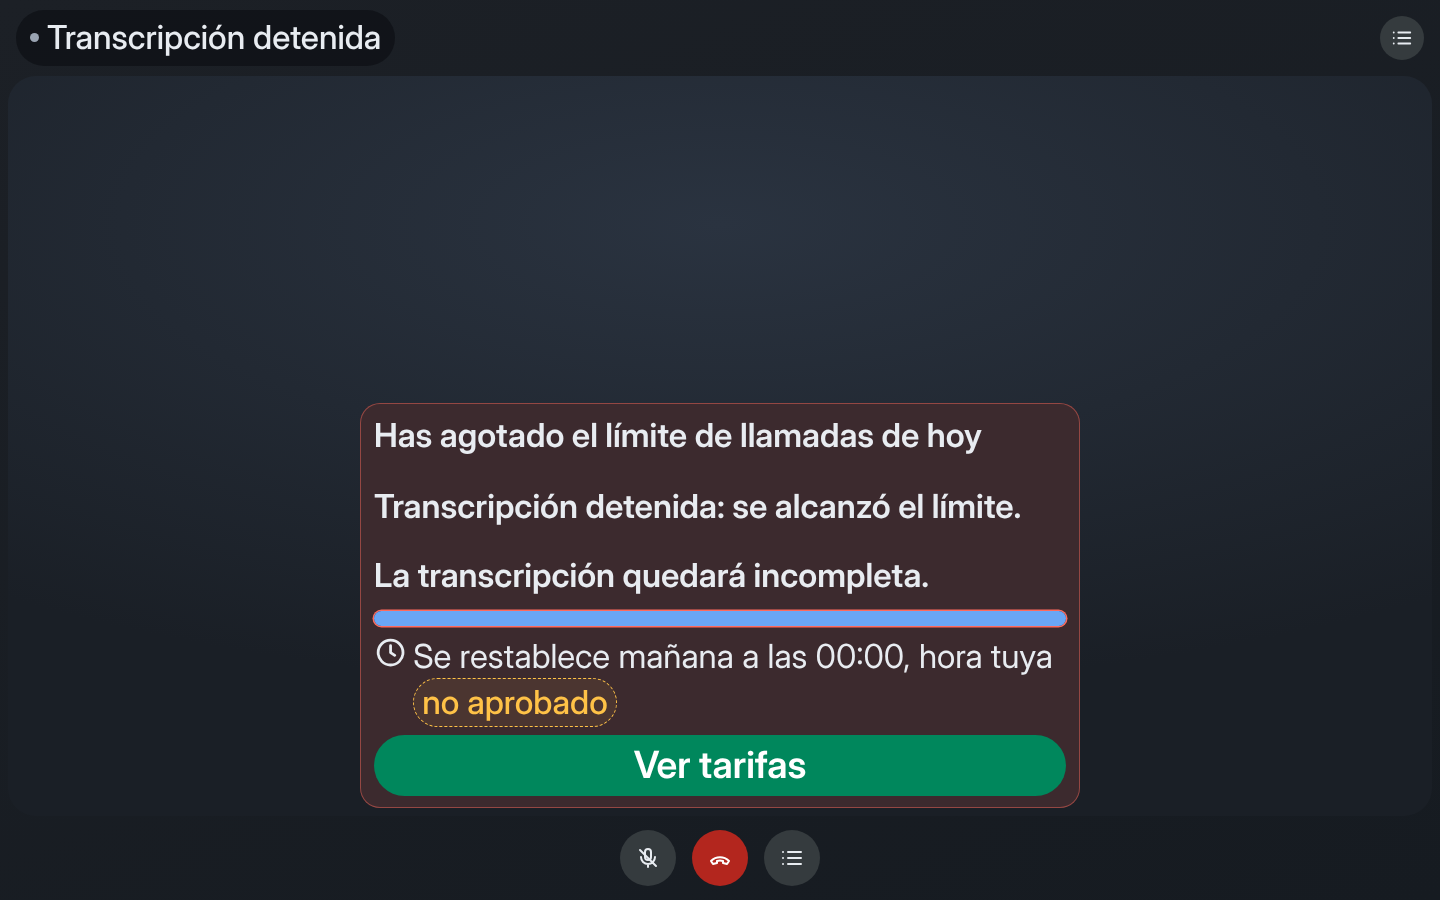 Transcripción detenida
Has agotado el límite de llamadas de hoy
Transcripción detenida: se alcanzó el límite.
La transcripción quedará incompleta.
Se restablece mañana a las 00:00, hora tuya
no aprobado
Ver tarifas